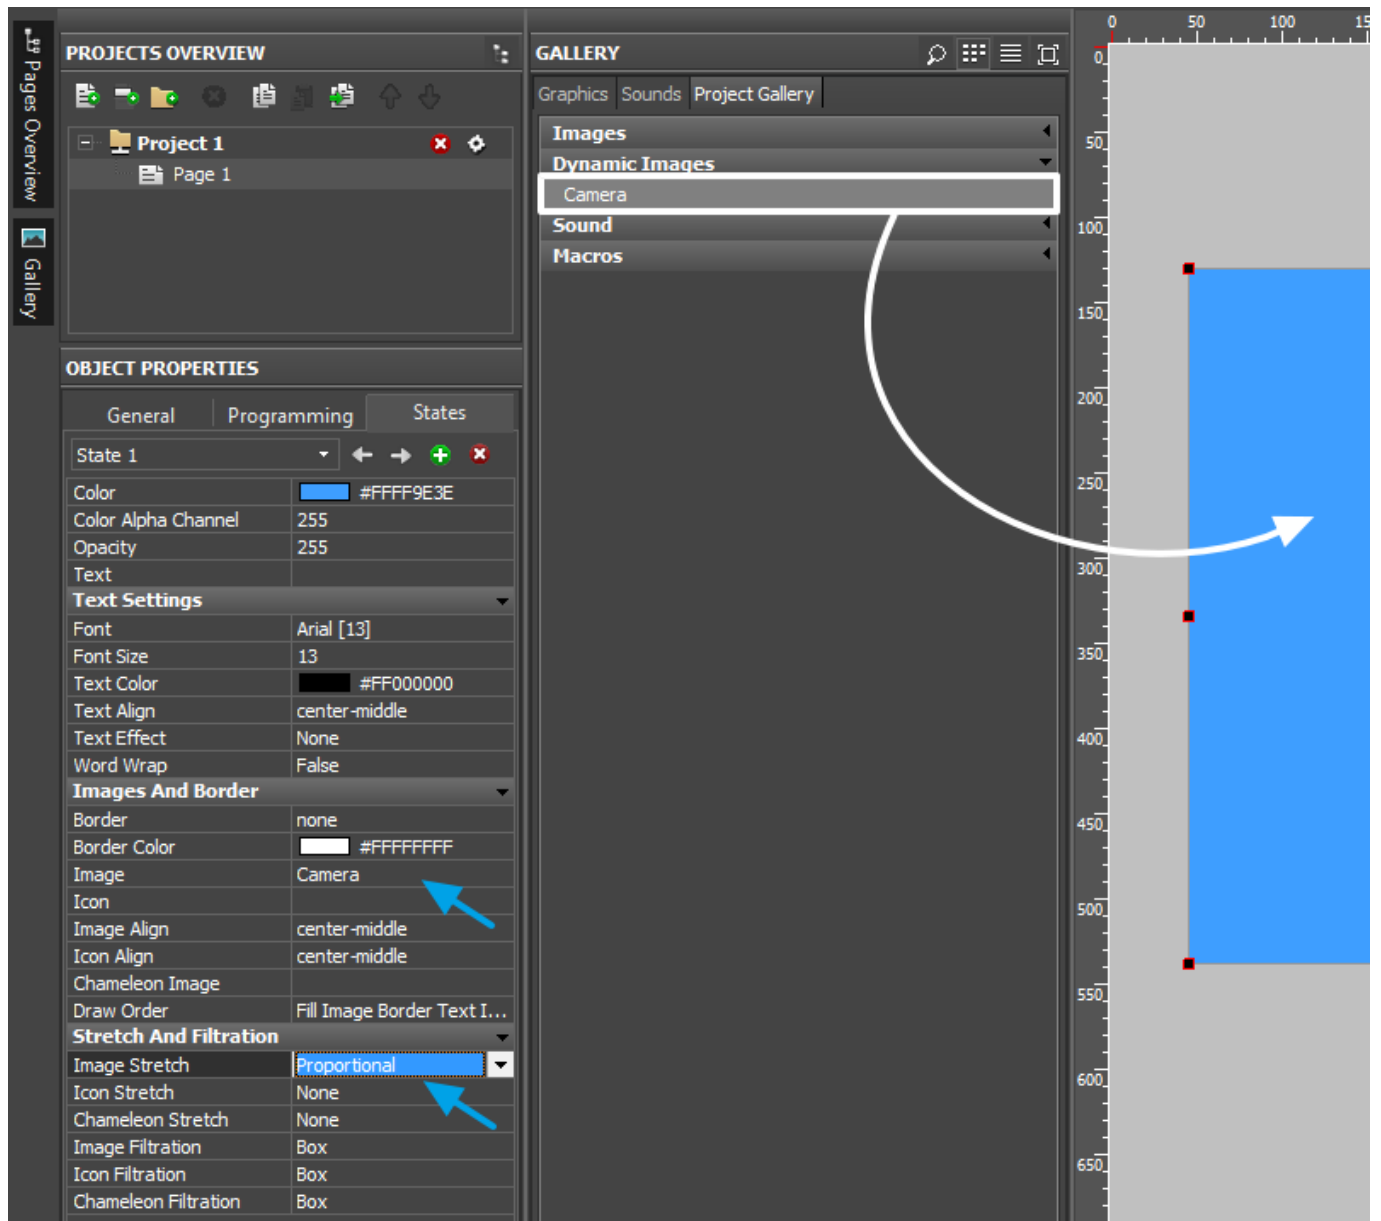 Pages Overview
Gallery
PROJECTS OVERVIEW
Project 1
Page 1
OBJECT PROPERTIES
General Programming States
State 1
Color #FFFF9E3E
Color Alpha Channel 255
Opacity 255
Text
Text Settings
Font Arial [13]
Font Size 13
Text Color #FF000000
Text Align center-middle
Text Effect None
Word Wrap False
Images And Border
Border none
Border Color #FFFFFFFF
Image Camera
Icon
Image Align center-middle
Icon Align center-middle
Chameleon Image
Draw Order Fill Image Border Text I...
Stretch And Filtration
Image Stretch Proportional
Icon Stretch None
Chameleon Stretch None
Image Filtration Box
Icon Filtration Box
Chameleon Filtration Box
GALLERY
Graphics Sounds Project Gallery
Images
Dynamic Images
Camera
Sound
Macros
0 50 100 15
0
50
100
150
200
250
300
350
400
450
500
550
600
650